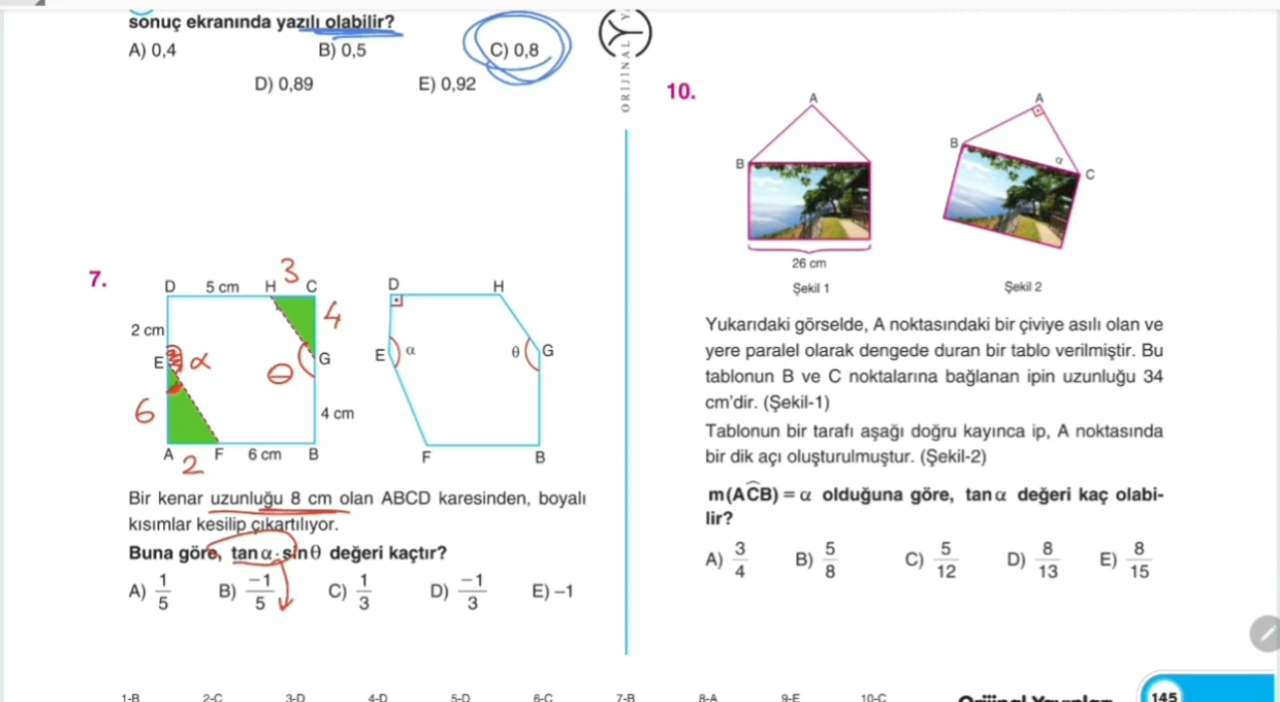 sonuç ekranında yazılı olabilir?
A) 0,4 B) 0,5 C) 0,8
D) 0,89 E) 0,92
7.
D 5 cm H 3 C
4
2 cm
E α
θ G
6
4 cm
A 2 F 6 cm B
D H
E α θ G
F B
Bir kenar uzunluğu 8 cm olan ABCD karesinden, boyalı
kısımlar kesilip çıkartılıyor.
Buna göre, tanα·sinθ değeri kaçtır?
A) 1/5 B) −1/5 C) 1/3 D) −1/3 E) −1
ORİJİNAL Y
10.
A
B
26 cm
Şekil 1
A
B
α
C
Şekil 2
Yukarıdaki görselde, A noktasındaki bir çiviye asılı olan ve
yere paralel olarak dengede duran bir tablo verilmiştir. Bu
tablonun B ve C noktalarına bağlanan ipin uzunluğu 34
cm'dir. (Şekil-1)
Tablonun bir tarafı aşağı doğru kayınca ip, A noktasında
bir dik açı oluşturulmuştur. (Şekil-2)
m(ACB) = α olduğuna göre, tanα değeri kaç olabi-
lir?
A) 3/4 B) 5/8 C) 5/12 D) 8/13 E) 8/15
1-B 2-C 3-D 4-D 5-D 6-C 7-B 8-A 9-E 10-C
Orijinal Yayınları 145